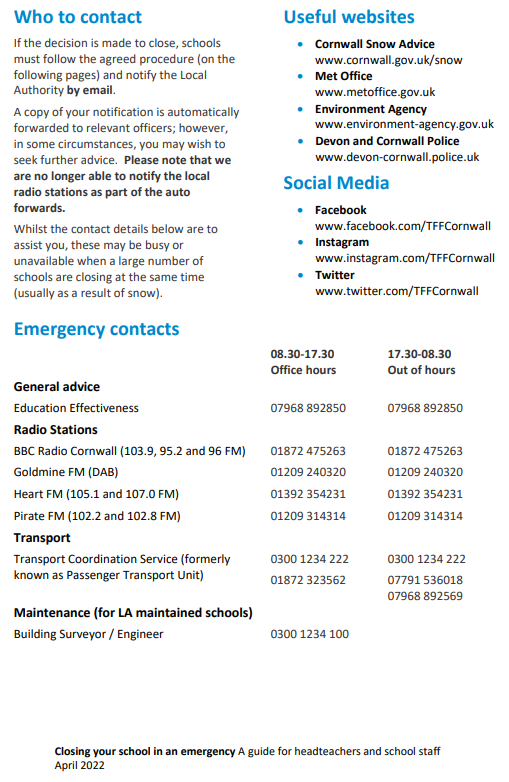 Who to contact
If the decision is made to close, schools
must follow the agreed procedure (on the
following pages) and notify the Local
Authority by email.
A copy of your notification is automatically
forwarded to relevant officers; however,
in some circumstances, you may wish to
seek further advice. Please note that we
are no longer able to notify the local
radio stations as part of the auto
forwards.
Whilst the contact details below are to
assist you, these may be busy or
unavailable when a large number of
schools are closing at the same time
(usually as a result of snow).
Useful websites
• Cornwall Snow Advice
www.cornwall.gov.uk/snow
• Met Office
www.metoffice.gov.uk
• Environment Agency
www.environment-agency.gov.uk
• Devon and Cornwall Police
www.devon-cornwall.police.uk
Social Media
• Facebook
www.facebook.com/TFFCornwall
• Instagram
www.instagram.com/TFFCornwall
• Twitter
www.twitter.com/TFFCornwall
Emergency contacts
08.30-17.30 17.30-08.30
Office hours Out of hours
General advice
Education Effectiveness 07968 892850 07968 892850
Radio Stations
BBC Radio Cornwall (103.9, 95.2 and 96 FM) 01872 475263 01872 475263
Goldmine FM (DAB) 01209 240320 01209 240320
Heart FM (105.1 and 107.0 FM) 01392 354231 01392 354231
Pirate FM (102.2 and 102.8 FM) 01209 314314 01209 314314
Transport
Transport Coordination Service (formerly 0300 1234 222 0300 1234 222
known as Passenger Transport Unit) 01872 323562 07791 536018
07968 892569
Maintenance (for LA maintained schools)
Building Surveyor / Engineer 0300 1234 100
Closing your school in an emergency A guide for headteachers and school staff
April 2022